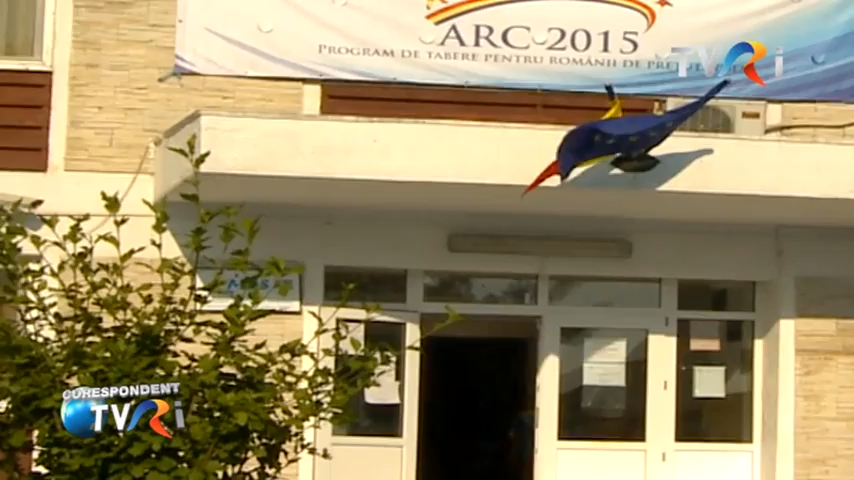 ARC-2015
PROGRAM DE TABERE PENTRU ROMÂNII DE
TVRi
CORESPONDENT
TVRi